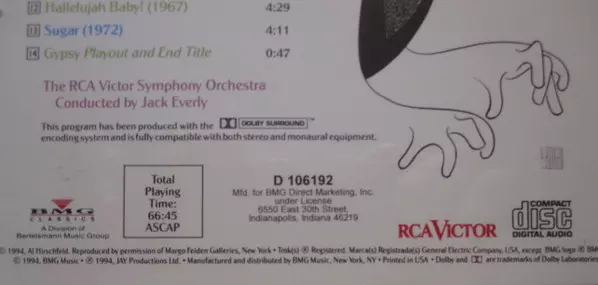 12 Hallelujah Baby! (1967) 4:29
13 Sugar (1972) 4:11
14 Gypsy Playout and End Title 0:47
The RCA Victor Symphony Orchestra
Conducted by Jack Everly
This program has been produced with the DOLBY SURROUND ™
encoding system and is fully compatible with both stereo and monaural equipment.
BMG
CLASSICS
A Division of
Bertelsmann Music Group
Total
Playing
Time:
66:45
ASCAP
D 106192
Mfd. for BMG Direct Marketing, Inc.
under License
6550 East 30th Street.
Indianapolis, Indiana 46219
RCA VICTOR
COMPACT
disc
DIGITAL AUDIO
© 1994, Al Hirschfeld. Reproduced by permission of Margo Felden Galleries, New York • Tmk(s) ® Registered. Marca(s) Registrada(s) General Electric Company, USA, except BMG logo ® BM
© 1994, BMG Music • ℗ 1994, JAY Productions Ltd. • Manufactured and distributed by BMG Music, New York, NY • Printed in USA • Dolby and are trademarks of Dolby Laboratories